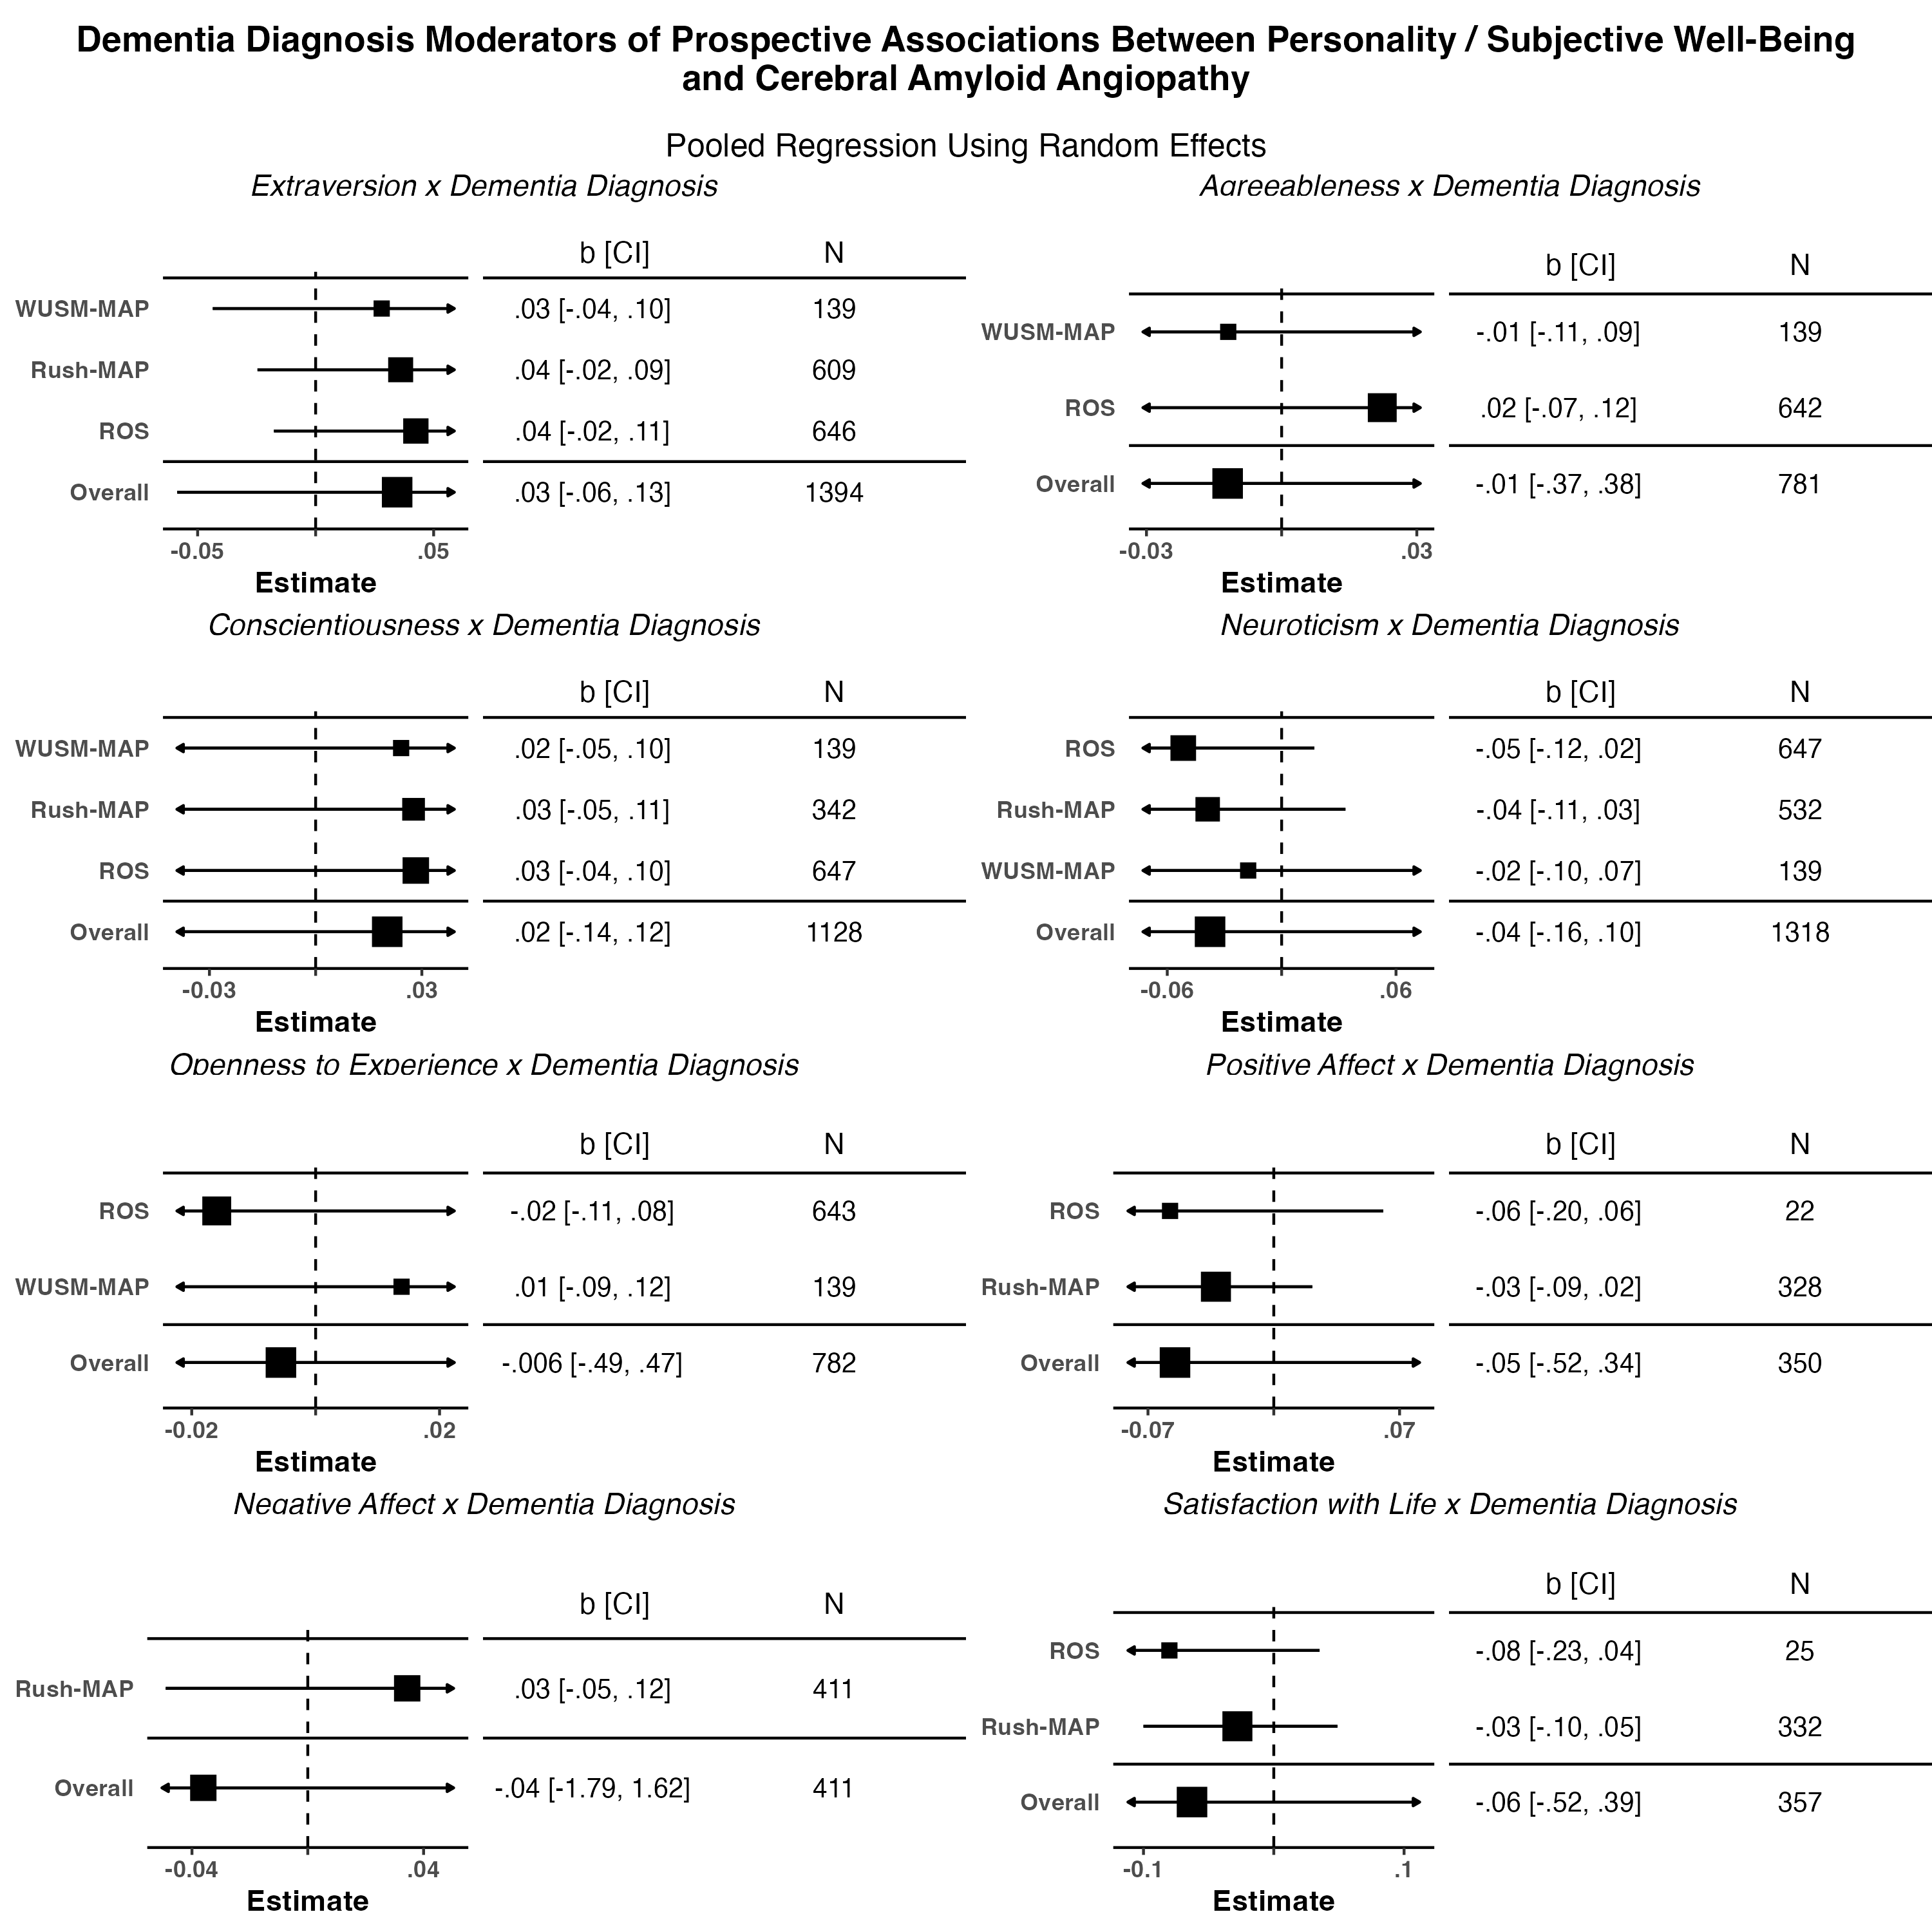 Dementia Diagnosis Moderators of Prospective Associations Between Personality / Subjective Well-Being
and Cerebral Amyloid Angiopathy
Pooled Regression Using Random Effects
Extraversion x Dementia Diagnosis
b [CI] N
WUSM-MAP .03 [-.04, .10] 139
Rush-MAP .04 [-.02, .09] 609
ROS .04 [-.02, .11] 646
Overall .03 [-.06, .13] 1394
-0.05 .05
Estimate
Agreeableness x Dementia Diagnosis
b [CI] N
WUSM-MAP -.01 [-.11, .09] 139
ROS .02 [-.07, .12] 642
Overall -.01 [-.37, .38] 781
-0.03 .03
Estimate
Conscientiousness x Dementia Diagnosis
b [CI] N
WUSM-MAP .02 [-.05, .10] 139
Rush-MAP .03 [-.05, .11] 342
ROS .03 [-.04, .10] 647
Overall .02 [-.14, .12] 1128
-0.03 .03
Estimate
Neuroticism x Dementia Diagnosis
b [CI] N
ROS -.05 [-.12, .02] 647
Rush-MAP -.04 [-.11, .03] 532
WUSM-MAP -.02 [-.10, .07] 139
Overall -.04 [-.16, .10] 1318
-0.06 .06
Estimate
Openness to Experience x Dementia Diagnosis
b [CI] N
ROS -.02 [-.11, .08] 643
WUSM-MAP .01 [-.09, .12] 139
Overall -.006 [-.49, .47] 782
-0.02 .02
Estimate
Positive Affect x Dementia Diagnosis
b [CI] N
ROS -.06 [-.20, .06] 22
Rush-MAP -.03 [-.09, .02] 328
Overall -.05 [-.52, .34] 350
-0.07 .07
Estimate
Negative Affect x Dementia Diagnosis
b [CI] N
Rush-MAP .03 [-.05, .12] 411
Overall -.04 [-1.79, 1.62] 411
-0.04 .04
Estimate
Satisfaction with Life x Dementia Diagnosis
b [CI] N
ROS -.08 [-.23, .04] 25
Rush-MAP -.03 [-.10, .05] 332
Overall -.06 [-.52, .39] 357
-0.1 .1
Estimate